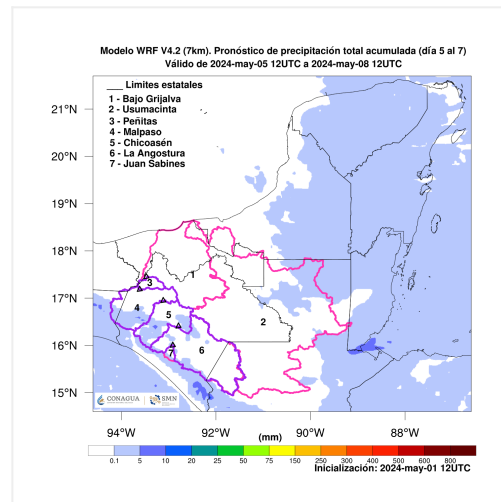 Modelo WRF V4.2 (7km). Pronóstico de precipitación total acumulada (día 5 al 7)
Válido de 2024-may-05 12UTC a 2024-may-08 12UTC
Limites estatales
1 - Bajo Grijalva
2 - Usumacinta
3 - Peñitas
4 - Malpaso
5 - Chicoasén
6 - La Angostura
7 - Juan Sabines
21°N
20°N
19°N
18°N
17°N
16°N
15°N
1
3
4
5
2
6
7
CONAGUA SMN
94°W 92°W 90°W 88°W
(mm)
0.1 5 10 20 25 50 75 150 250 300 400 500 600 800
Inicialización: 2024-may-01 12UTC